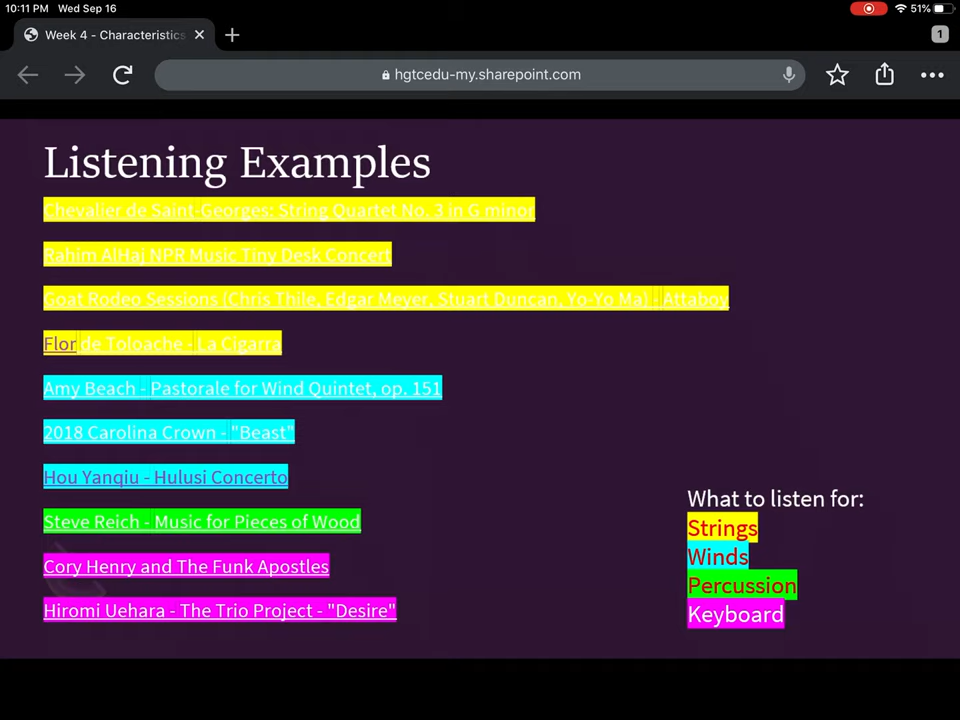 10:11 PM Wed Sep 16
51%
Week 4 - Characteristics
1
hgtcedu-my.sharepoint.com
Listening Examples
Chevalier de Saint-Georges: String Quartet No. 3 in G minor
Rahim AlHaj NPR Music Tiny Desk Concert
Goat Rodeo Sessions (Chris Thile, Edgar Meyer, Stuart Duncan, Yo-Yo Ma) - Attaboy
Flor de Toloache - La Cigarra
Amy Beach - Pastorale for Wind Quintet, op. 151
2018 Carolina Crown - "Beast"
Hou Yanqiu - Hulusi Concerto
Steve Reich - Music for Pieces of Wood
Cory Henry and The Funk Apostles
Hiromi Uehara - The Trio Project - "Desire"
What to listen for:
Strings
Winds
Percussion
Keyboard